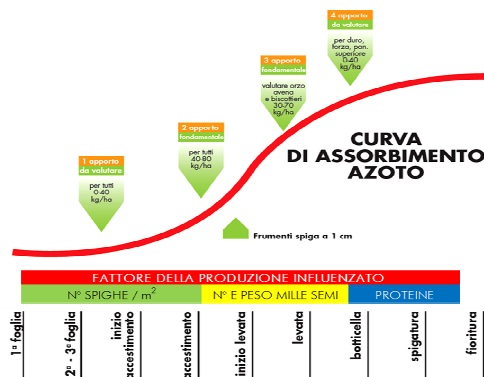 4 apporto
da valutare
per duro,
forza, pan.
superiore
0-40
kg/ha
3 apporto
fondamentale
valutare orzo
avena
e biscottieri
30-70
kg/ha
2 apporto
fondamentale
per tutti
40-80
kg/ha
1 apporto
da valutare
per tutti
0-40
kg/ha
CURVA
DI ASSORBIMENTO
AZOTO
Frumenti spiga a 1 cm
FATTORE DELLA PRODUZIONE INFLUENZATO
N° SPIGHE / m²
N° E PESO MILLE SEMI
PROTEINE
1ª foglia
2ª - 3ª foglia
inizio
accestimento
accestimento
inizio levata
levata
botticella
spigatura
fioritura